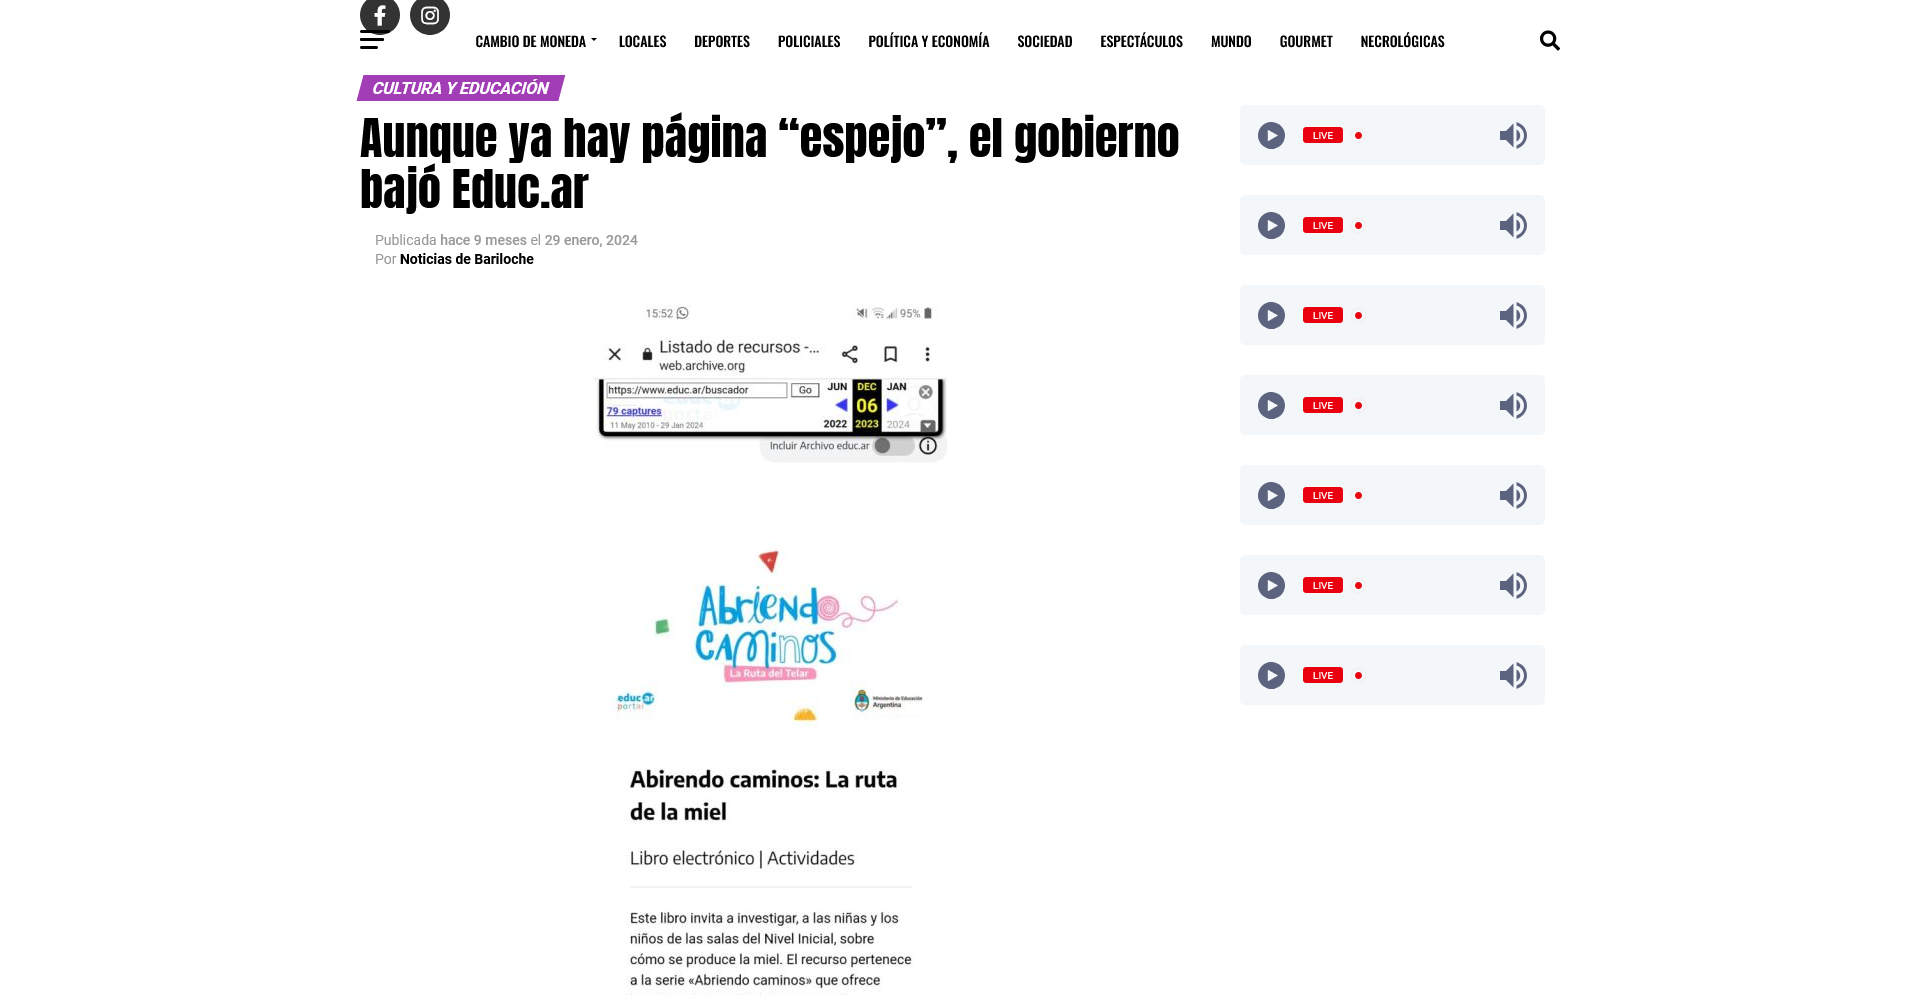 CAMBIO DE MONEDA LOCALES DEPORTES POLICIALES POLÍTICA Y ECONOMÍA SOCIEDAD ESPECTÁCULOS MUNDO GOURMET NECROLÓGICAS
CULTURA Y EDUCACIÓN
Aunque ya hay página “espejo”, el gobierno
bajó Educ.ar
Publicada hace 9 meses el 29 enero, 2024
Por Noticias de Bariloche
15:52 95%
Listado de recursos -...
web.archive.org
https://www.educ.ar/buscador Go JUN DEC JAN
79 captures 06
11 May 2010 - 29 Jan 2024 2022 2023 2024
Incluir Archivo educ.ar
Abriendo
CAMINOS
La Ruta del Telar
educ.ar
portal
Ministerio de Educación
Argentina
Abirendo caminos: La ruta
de la miel
Libro electrónico | Actividades
Este libro invita a investigar, a las niñas y los
niños de las salas del Nivel Inicial, sobre
cómo se produce la miel. El recurso pertenece
a la serie «Abriendo caminos» que ofrece
LIVE
LIVE
LIVE
LIVE
LIVE
LIVE
LIVE